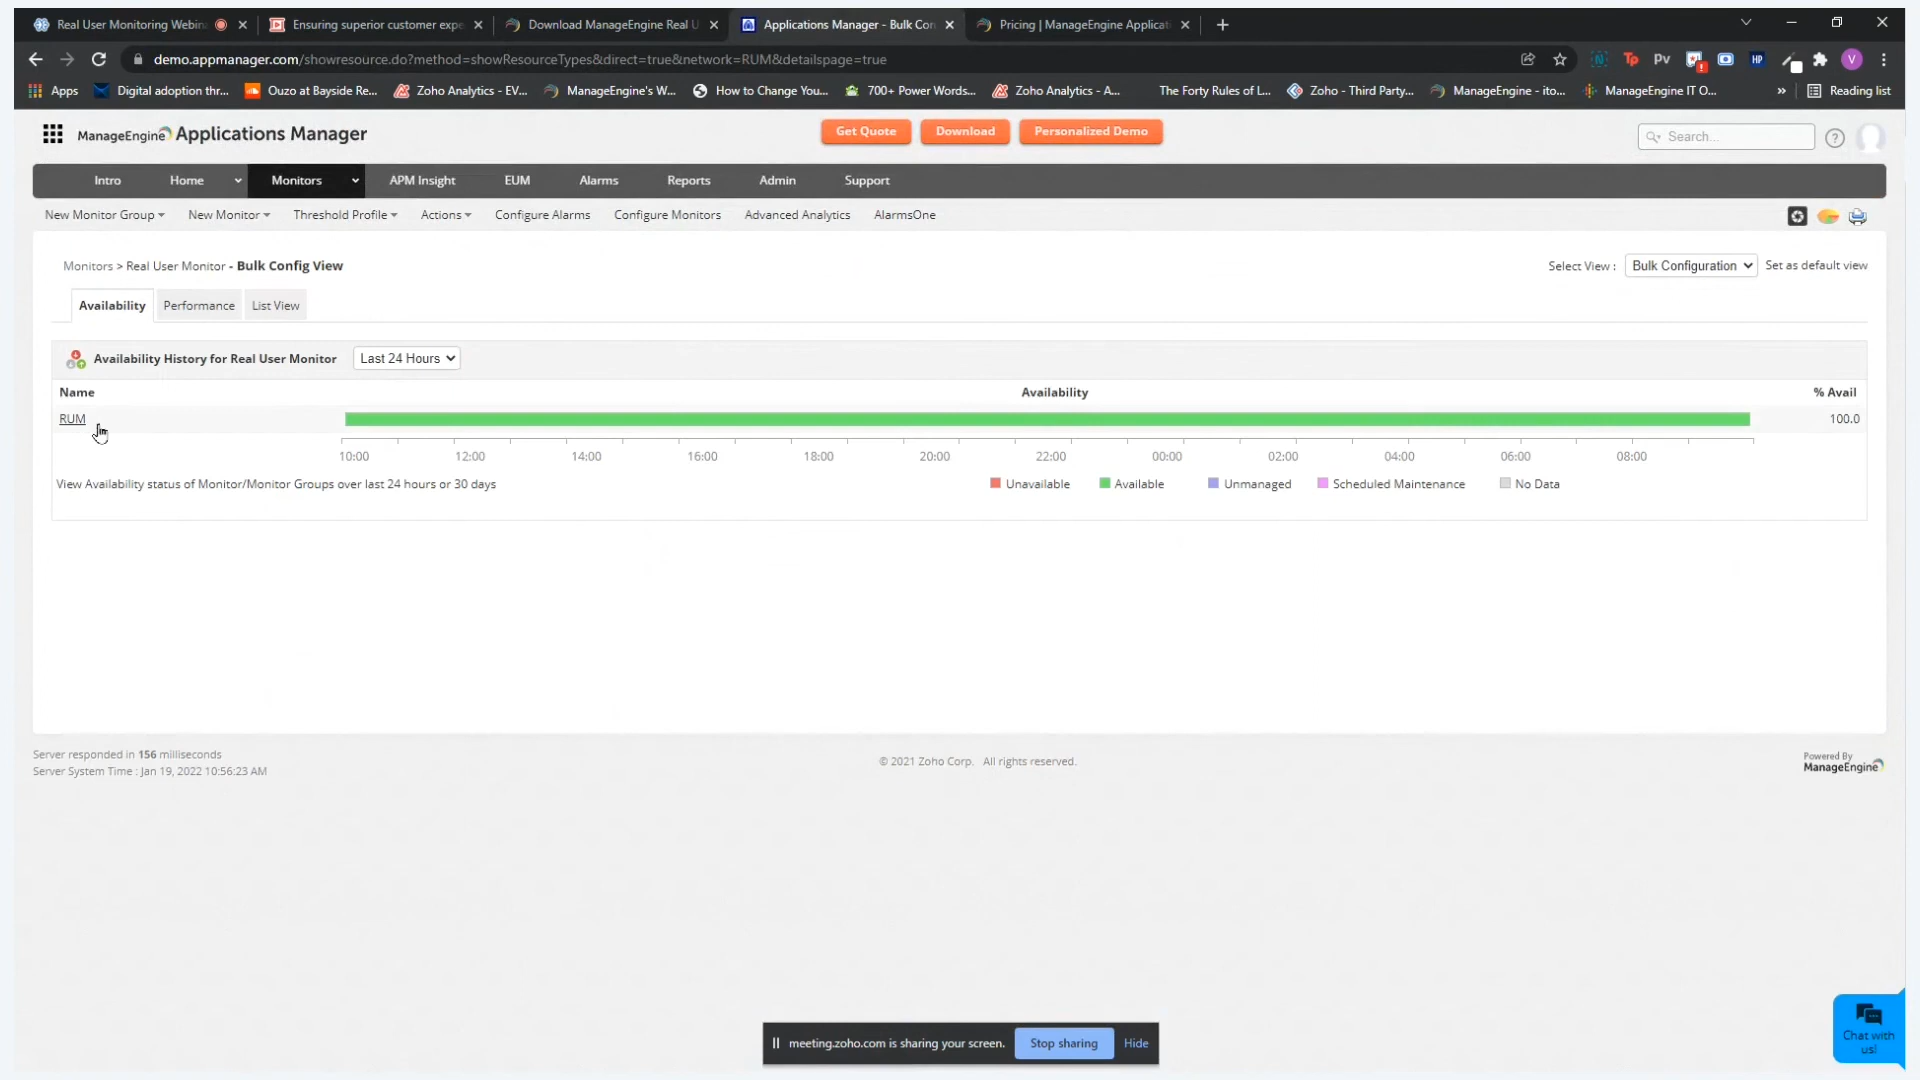 Real User Monitoring Webin
Ensuring superior customer expe
Download ManageEngine Real U
Applications Manager - Bulk Con
Pricing | ManageEngine Applicat
demo.appmanager.com/showresource.do?method=showResourceTypes&direct=true&network=RUM&detailspage=true
Tp
Pv
HP
V
Apps
Digital adoption thr...
Ouzo at Bayside Re...
Zoho Analytics - EV...
ManageEngine's W...
How to Change You...
700+ Power Words...
Zoho Analytics - A...
The Forty Rules of L...
Zoho - Third Party...
ManageEngine - ito...
ManageEngine IT O...
»
Reading list
ManageEngine Applications Manager
Get Quote
Download
Personalized Demo
Search...
Intro
Home
Monitors
APM Insight
EUM
Alarms
Reports
Admin
Support
New Monitor Group
New Monitor
Threshold Profile
Actions
Configure Alarms
Configure Monitors
Advanced Analytics
AlarmsOne
Monitors > Real User Monitor - Bulk Config View
Select View :
Bulk Configuration
Set as default view
Availability
Performance
List View
Availability History for Real User Monitor
Last 24 Hours
Name
Availability
% Avail
RUM
100.0
10:00
12:00
14:00
16:00
18:00
20:00
22:00
00:00
02:00
04:00
06:00
08:00
View Availability status of Monitor/Monitor Groups over last 24 hours or 30 days
Unavailable
Available
Unmanaged
Scheduled Maintenance
No Data
Server responded in 156 milliseconds
Server System Time : Jan 19, 2022 10:56:23 AM
© 2021 Zoho Corp. All rights reserved.
Powered By
ManageEngine
meeting.zoho.com is sharing your screen.
Stop sharing
Hide
Chat with
us!